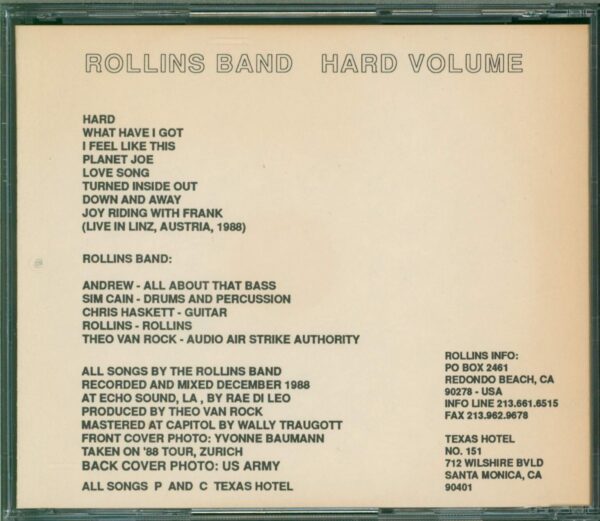 ROLLINS BAND HARD VOLUME
HARD
WHAT HAVE I GOT
I FEEL LIKE THIS
PLANET JOE
LOVE SONG
TURNED INSIDE OUT
DOWN AND AWAY
JOY RIDING WITH FRANK
(LIVE IN LINZ, AUSTRIA, 1988)
ROLLINS BAND:
ANDREW - ALL ABOUT THAT BASS
SIM CAIN - DRUMS AND PERCUSSION
CHRIS HASKETT - GUITAR
ROLLINS - ROLLINS
THEO VAN ROCK - AUDIO AIR STRIKE AUTHORITY
ALL SONGS BY THE ROLLINS BAND
RECORDED AND MIXED DECEMBER 1988
AT ECHO SOUND, LA , BY RAE DI LEO
PRODUCED BY THEO VAN ROCK
MASTERED AT CAPITOL BY WALLY TRAUGOTT
FRONT COVER PHOTO: YVONNE BAUMANN
TAKEN ON '88 TOUR, ZURICH
BACK COVER PHOTO: US ARMY
ALL SONGS P AND C TEXAS HOTEL
ROLLINS INFO:
PO BOX 2461
REDONDO BEACH, CA
90278 - USA
INFO LINE 213.661.6515
FAX 213.962.9678
TEXAS HOTEL
NO. 151
712 WILSHIRE BVLD
SANTA MONICA, CA
90401